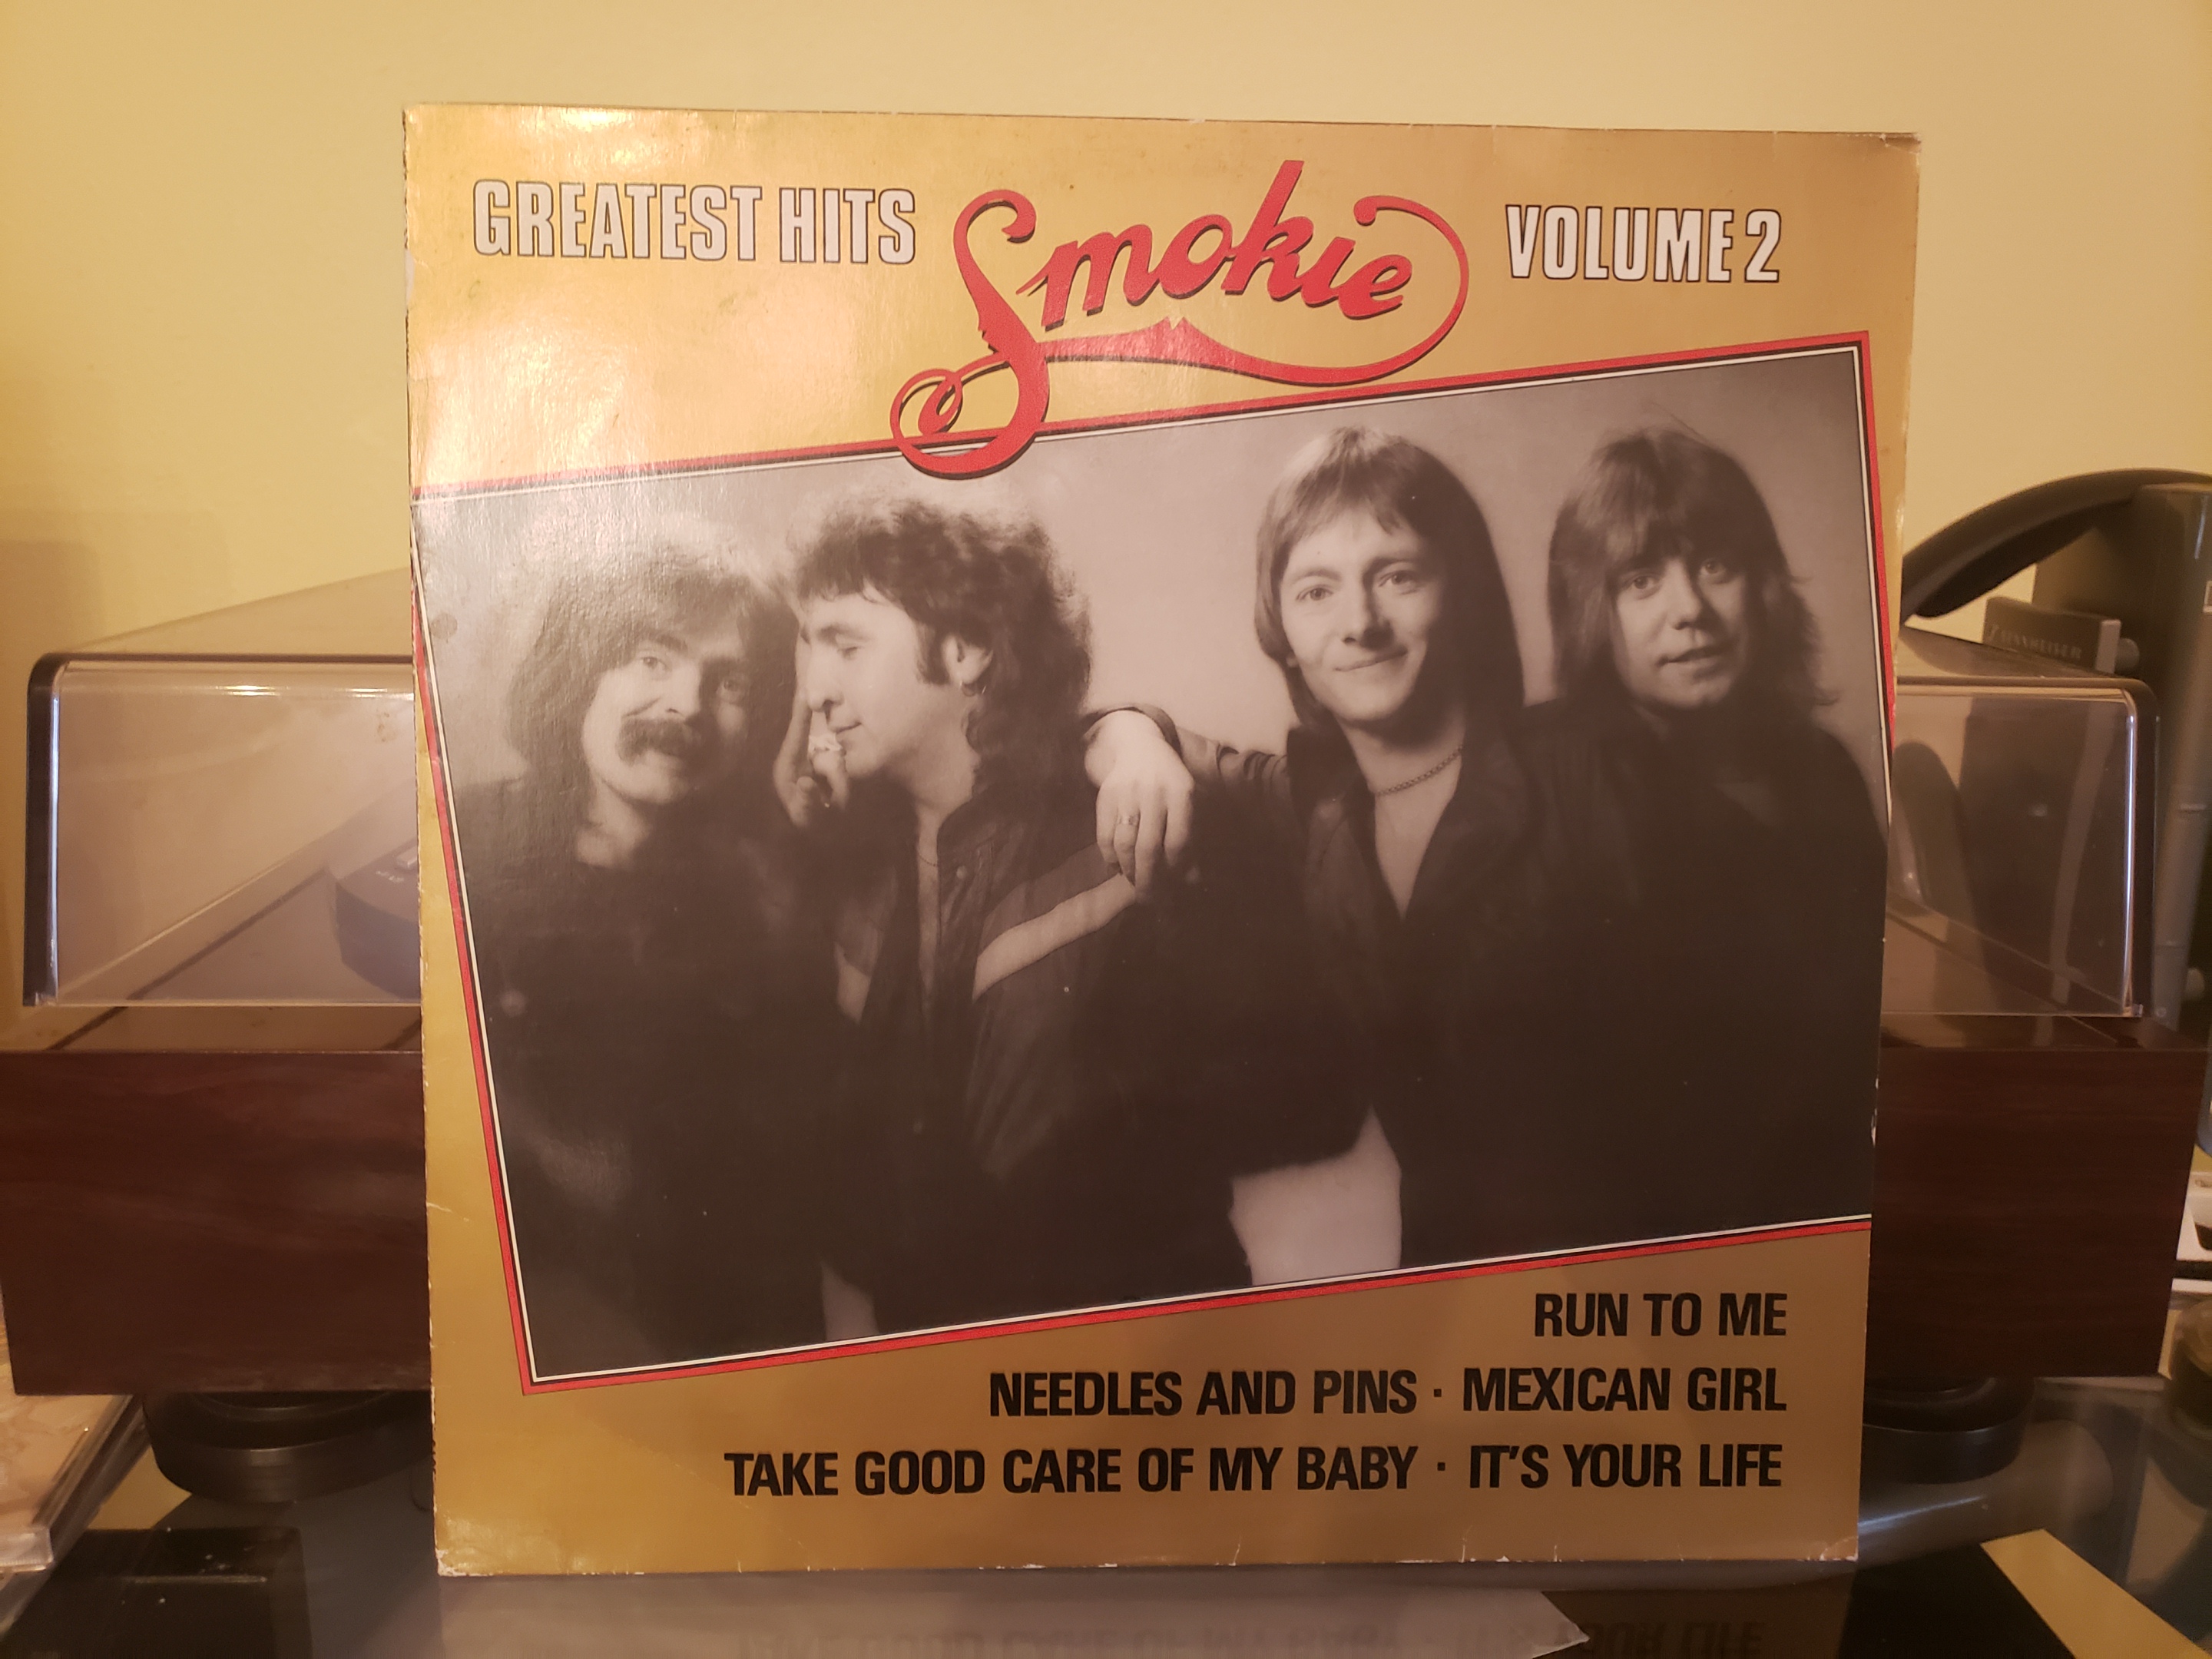 GREATEST HITS Smokie VOLUME 2
SENNHEISER
RUN TO ME
NEEDLES AND PINS · MEXICAN GIRL
TAKE GOOD CARE OF MY BABY · IT'S YOUR LIFE